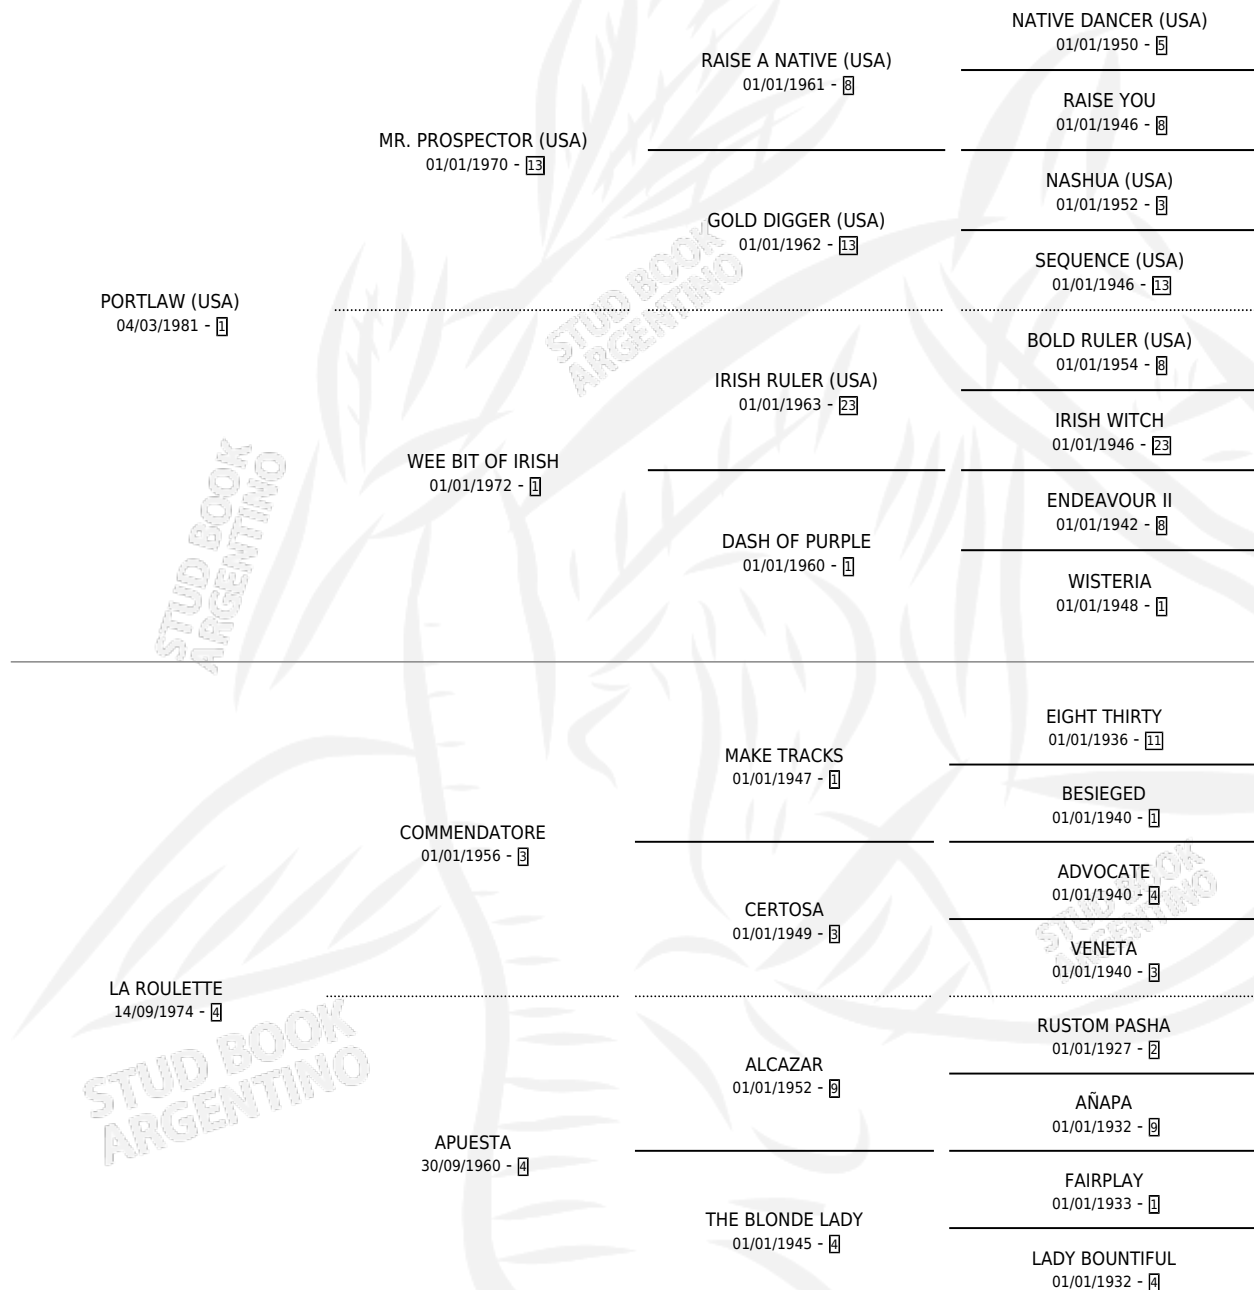 NATIVE DANCER (USA)
01/01/1950 - 5
RAISE A NATIVE (USA)
01/01/1961 - 8
RAISE YOU
01/01/1946 - 8
MR. PROSPECTOR (USA)
01/01/1970 - 13
NASHUA (USA)
01/01/1952 - 3
GOLD DIGGER (USA)
01/01/1962 - 13
SEQUENCE (USA)
01/01/1946 - 13
PORTLAW (USA)
04/03/1981 - 1
STUD BOOK
ARGENTINO
BOLD RULER (USA)
01/01/1954 - 8
IRISH RULER (USA)
01/01/1963 - 23
IRISH WITCH
01/01/1946 - 23
WEE BIT OF IRISH
01/01/1972 - 1
ENDEAVOUR II
01/01/1942 - 8
DASH OF PURPLE
01/01/1960 - 1
WISTERIA
01/01/1948 - 1
STUD BOOK
ARGENTINO
EIGHT THIRTY
01/01/1936 - 11
MAKE TRACKS
01/01/1947 - 1
BESIEGED
01/01/1940 - 1
COMMENDATORE
01/01/1956 - 3
ADVOCATE
01/01/1940 - 4
CERTOSA
01/01/1949 - 3
VENETA
01/01/1940 - 3
STUD BOOK
ARGENTINO
LA ROULETTE
14/09/1974 - 4
RUSTOM PASHA
01/01/1927 - 2
ALCAZAR
01/01/1952 - 9
AÑAPA
01/01/1932 - 9
STUD BOOK
ARGENTINO
APUESTA
30/09/1960 - 4
FAIRPLAY
01/01/1933 - 1
THE BLONDE LADY
01/01/1945 - 4
LADY BOUNTIFUL
01/01/1932 - 4